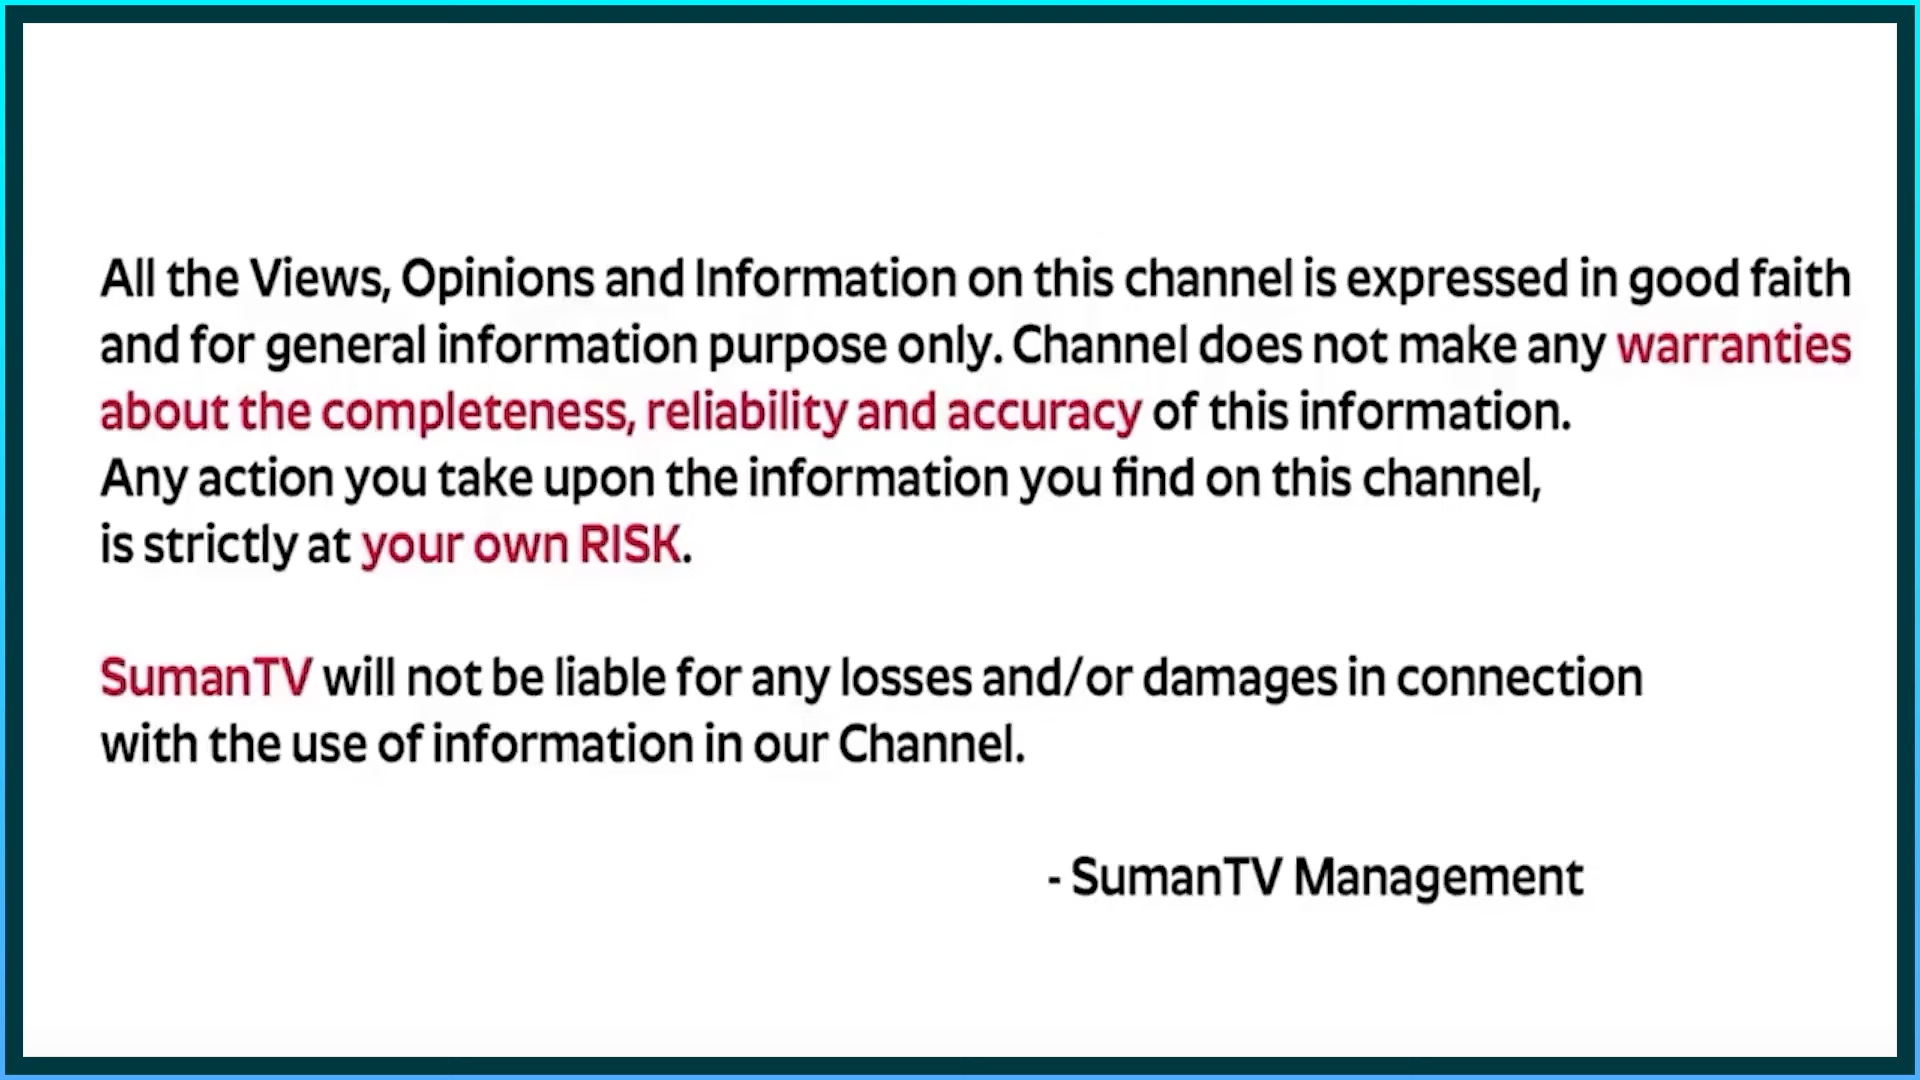 All the Views, Opinions and Information on this channel is expressed in good faith
and for general information purpose only. Channel does not make any warranties
about the completeness, reliability and accuracy of this information.
Any action you take upon the information you find on this channel,
is strictly at your own RISK.
SumanTV will not be liable for any losses and/or damages in connection
with the use of information in our Channel.
- SumanTV Management